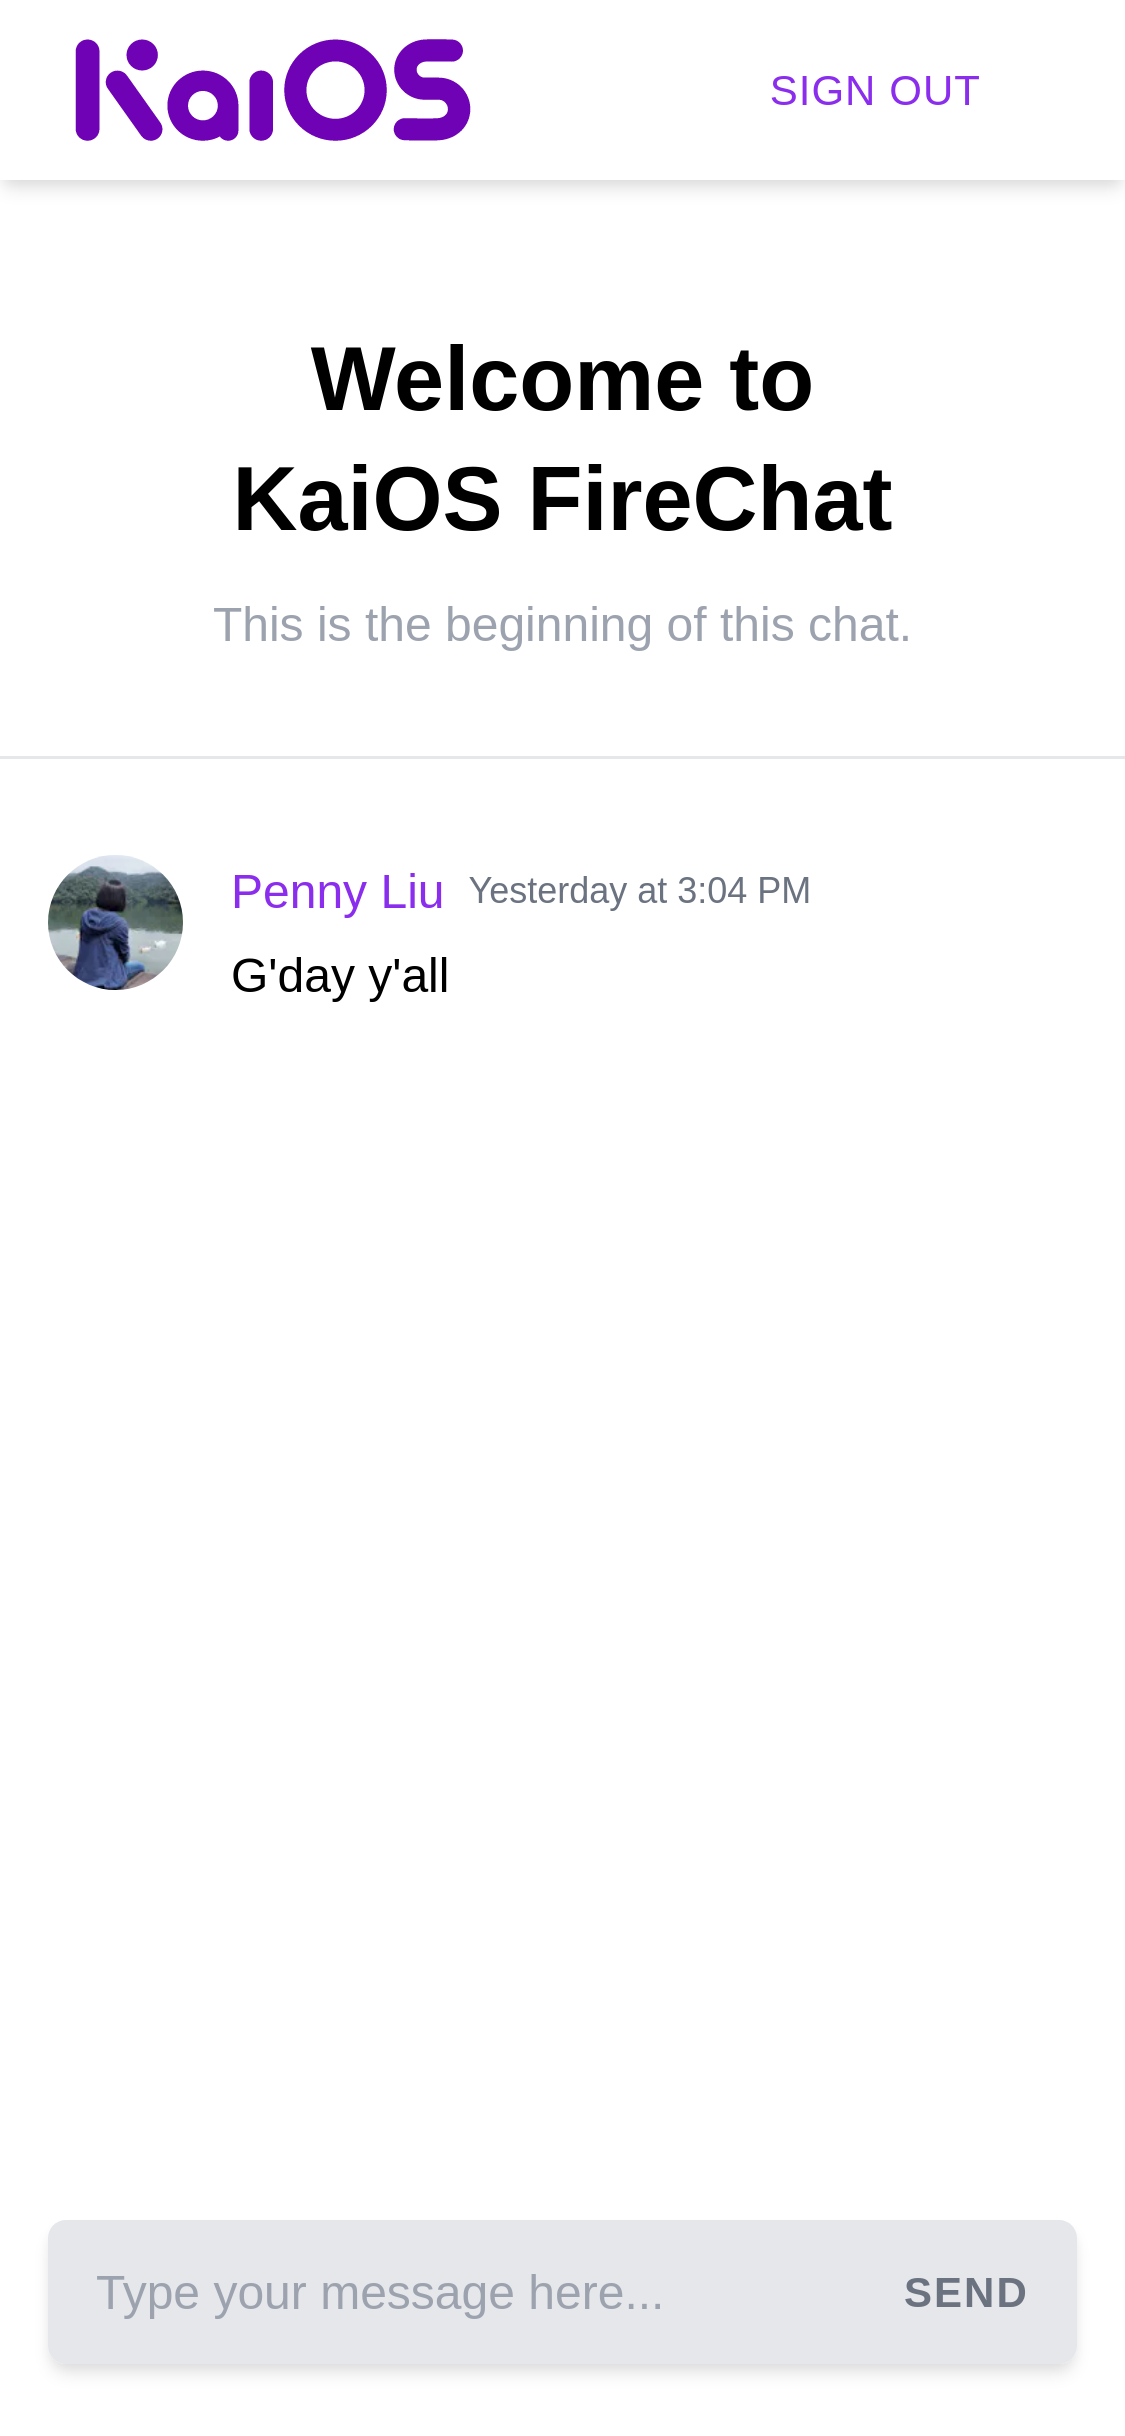 KaiOS
SIGN OUT
Welcome to
KaiOS FireChat
This is the beginning of this chat.
Penny Liu Yesterday at 3:04 PM
G'day y'all
Type your message here... SEND